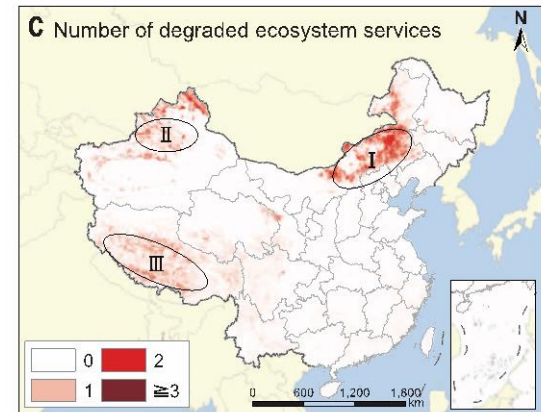 C Number of degraded ecosystem services
N
II
I
III
0 2
1 ≧3
0 600 1,200 1,800
km